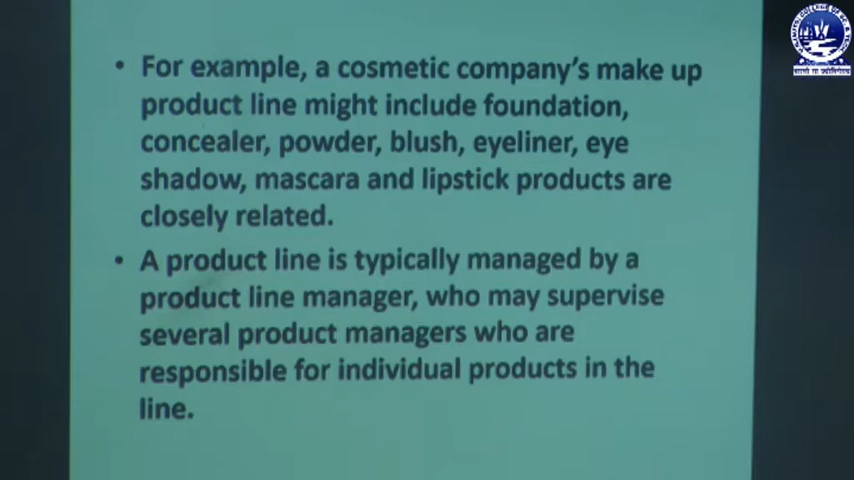 • For example, a cosmetic company's make up
product line might include foundation,
concealer, powder, blush, eyeliner, eye
shadow, mascara and lipstick products are
closely related.
• A product line is typically managed by a
product line manager, who may supervise
several product managers who are
responsible for individual products in the
line.